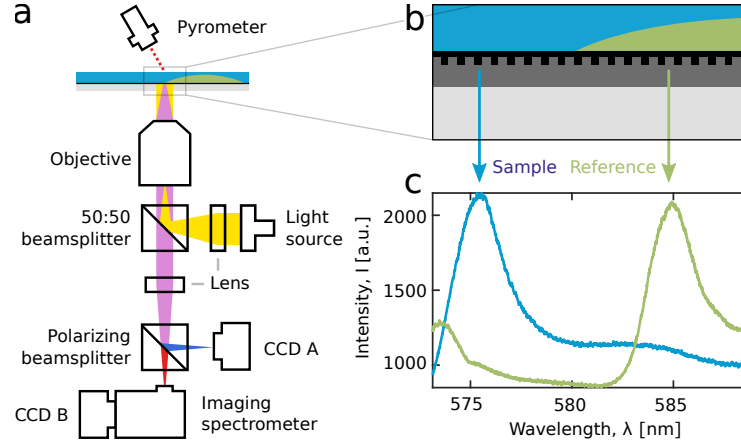 a
Pyrometer
Objective
50:50
beamsplitter
Light
source
Lens
Polarizing
beamsplitter
CCD A
CCD B
Imaging
spectrometer
b
Sample Reference
c
Intensity, I [a.u.]
2000
1500
1000
575 580 585
Wavelength, λ [nm]